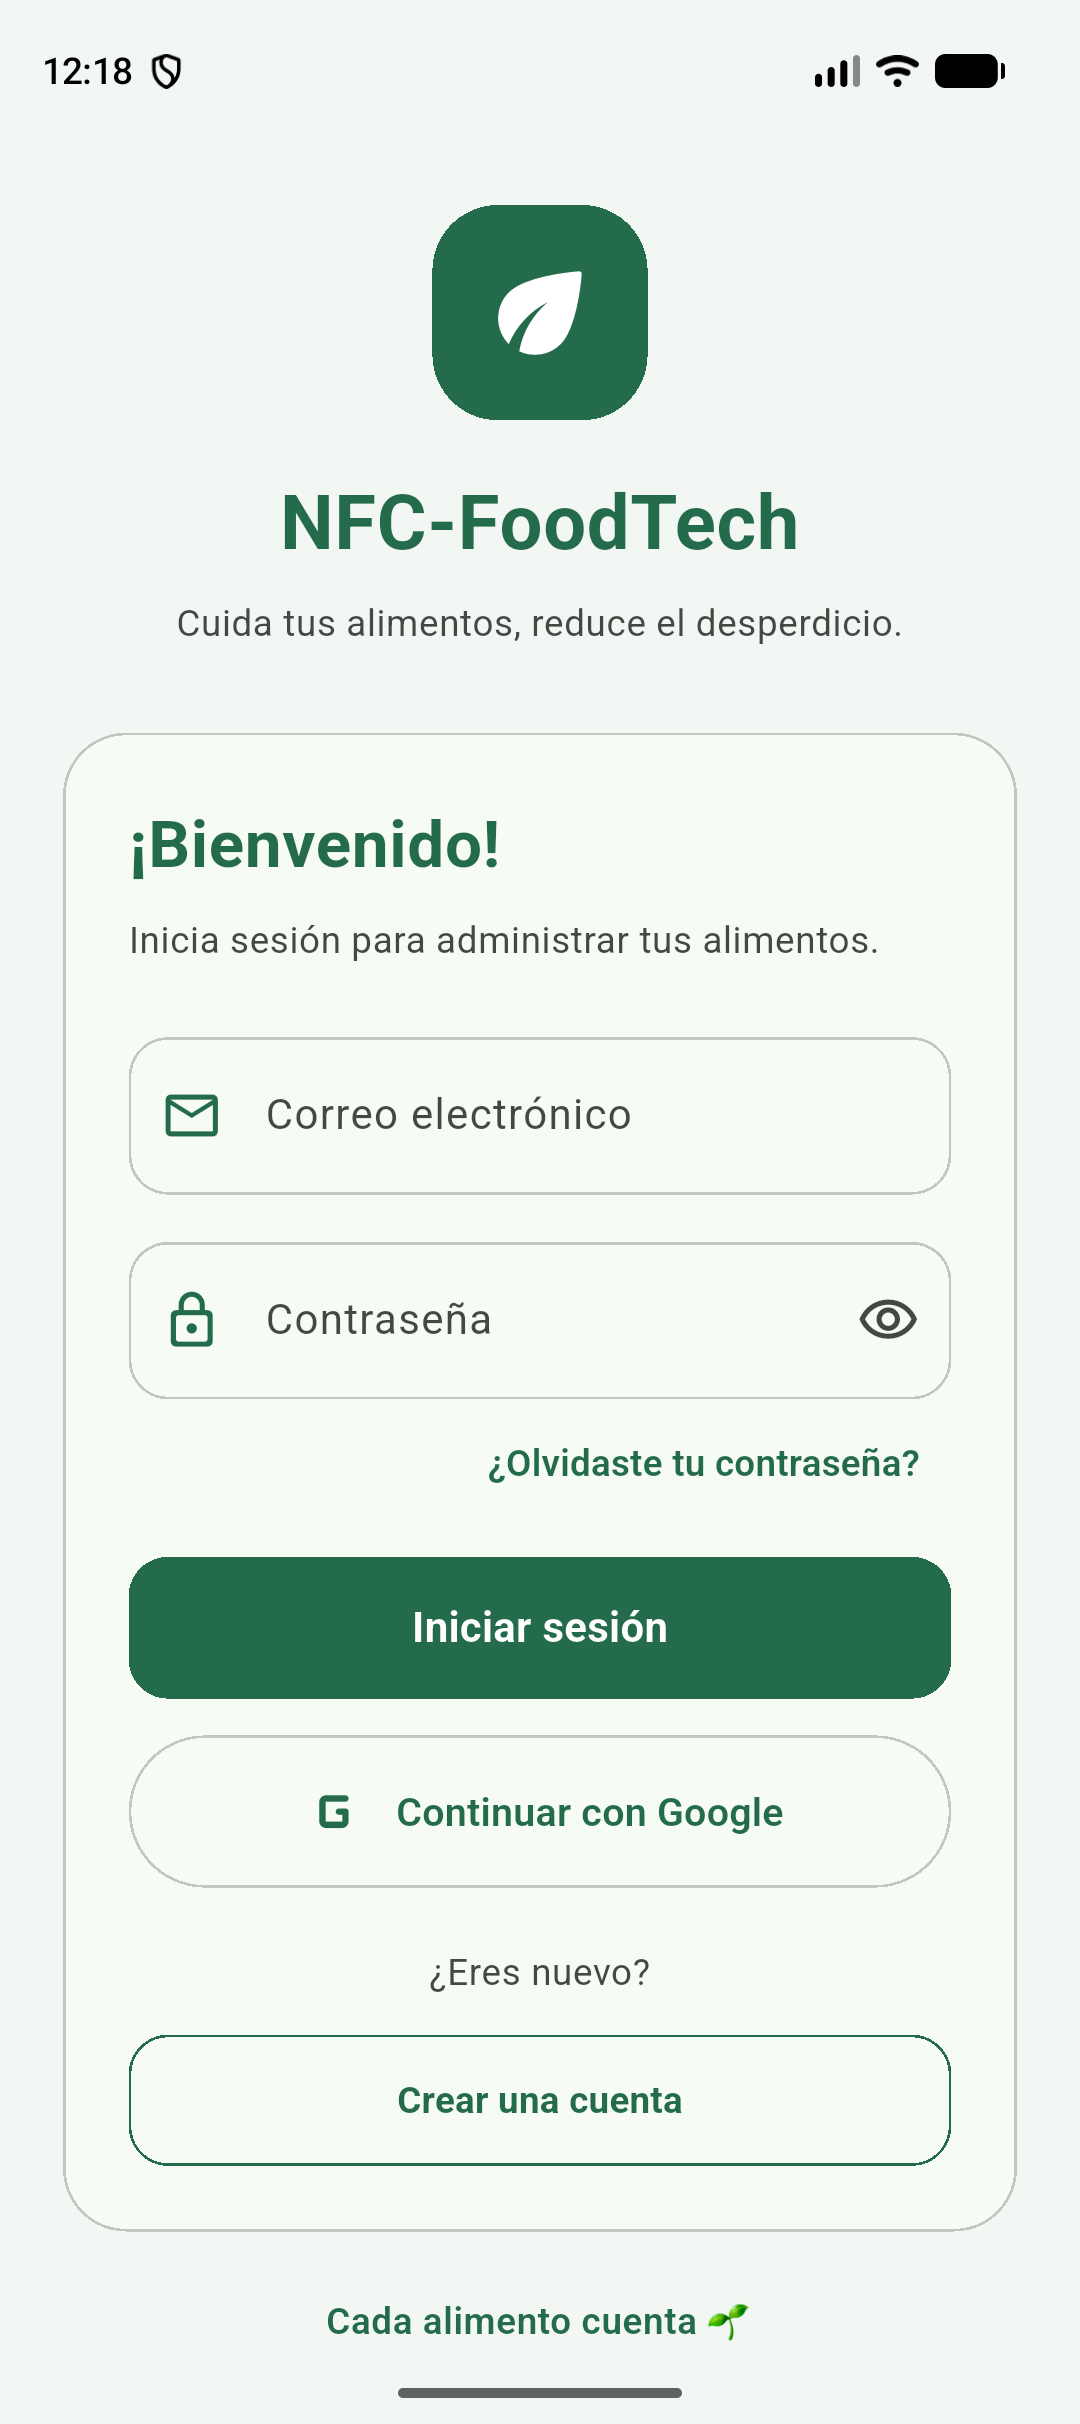 12:18
NFC-FoodTech
Cuida tus alimentos, reduce el desperdicio.
¡Bienvenido!
Inicia sesión para administrar tus alimentos.
Correo electrónico
Contraseña
¿Olvidaste tu contraseña?
Iniciar sesión
G Continuar con Google
¿Eres nuevo?
Crear una cuenta
Cada alimento cuenta 🌱